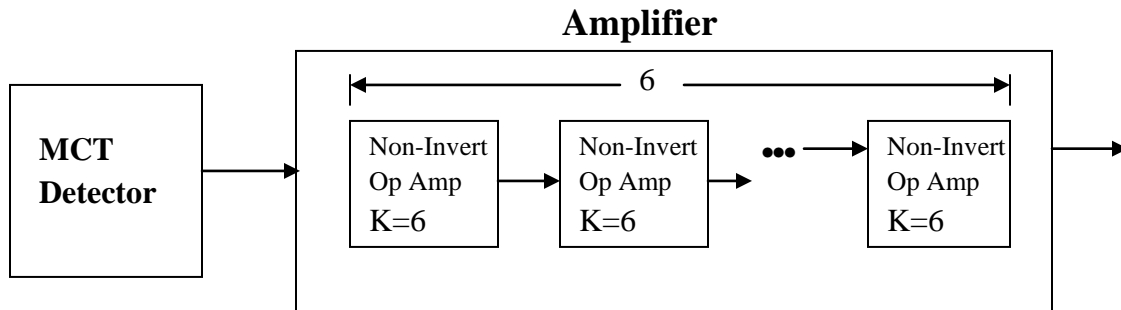 Amplifier
6
MCT
Detector
Non-Invert
Op Amp
K=6
Non-Invert
Op Amp
K=6
•••
Non-Invert
Op Amp
K=6